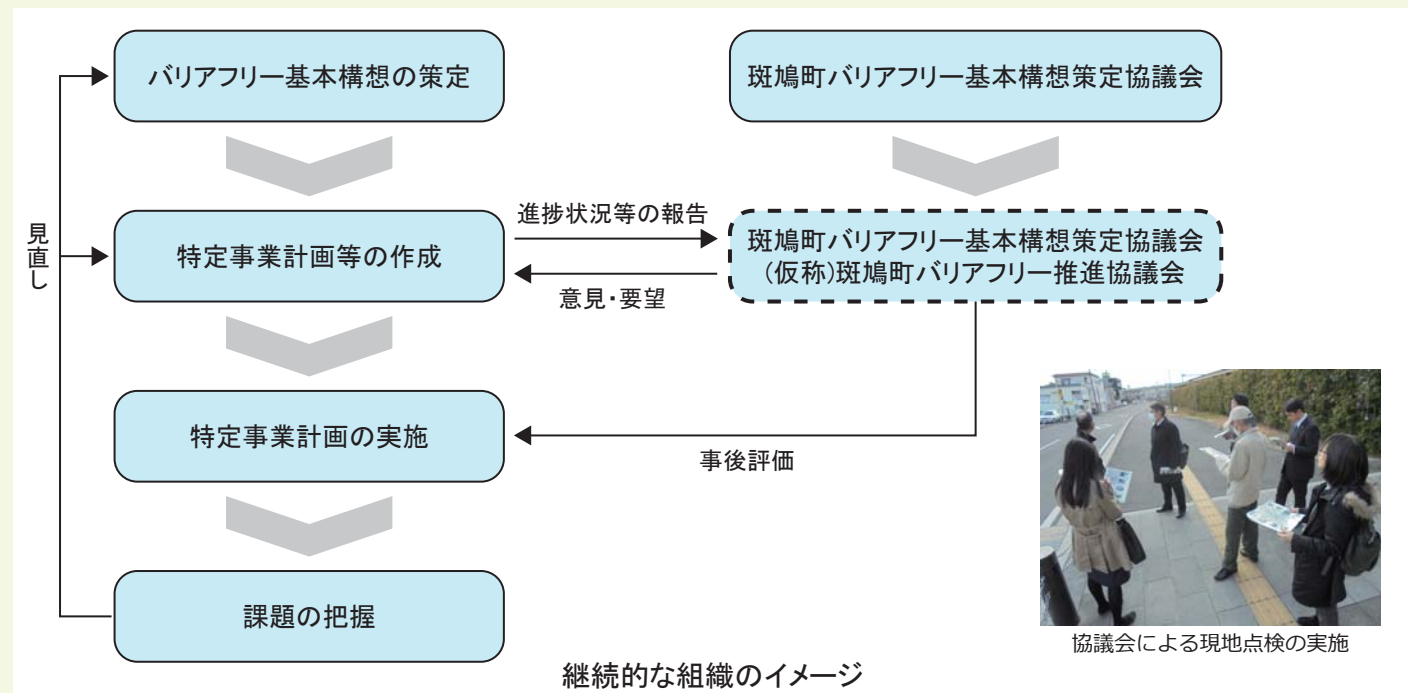 バリアフリー基本構想の策定
斑鳩町バリアフリー基本構想策定協議会
見直し
特定事業計画等の作成
進捗状況等の報告
意見・要望
斑鳩町バリアフリー基本構想策定協議会
(仮称)斑鳩町バリアフリー推進協議会
特定事業計画の実施
事後評価
課題の把握
協議会による現地点検の実施
継続的な組織のイメージ